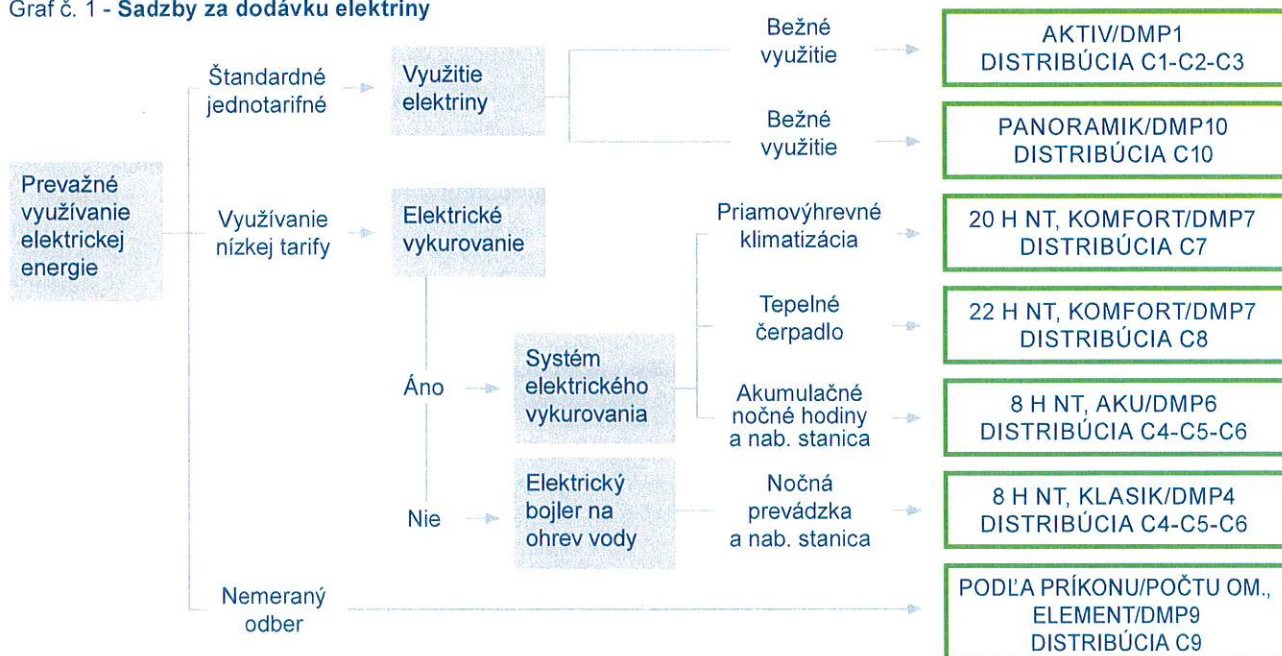 Graf č. 1 - Sadzby za dodávku elektriny
Prevažné
využívanie
elektrickej
energie
Štandardné
jednotarifné
Využitie
elektriny
Bežné
využitie
AKTIV/DMP1
DISTRIBÚCIA C1-C2-C3
Bežné
využitie
PANORAMIK/DMP10
DISTRIBÚCIA C10
Využívanie
nízkej tarify
Elektrické
vykurovanie
Áno
Systém
elektrického
vykurovania
Priamovýhrevné
klimatizácia
20 H NT, KOMFORT/DMP7
DISTRIBÚCIA C7
Tepelné
čerpadlo
22 H NT, KOMFORT/DMP7
DISTRIBÚCIA C8
Akumulačné
nočné hodiny
a nab. stanica
8 H NT, AKU/DMP6
DISTRIBÚCIA C4-C5-C6
Nie
Elektrický
bojler na
ohrev vody
Nočná
prevádzka
a nab. stanica
8 H NT, KLASIK/DMP4
DISTRIBÚCIA C4-C5-C6
Nemeraný
odber
PODĽA PRÍKONU/POČTU OM.,
ELEMENT/DMP9
DISTRIBÚCIA C9